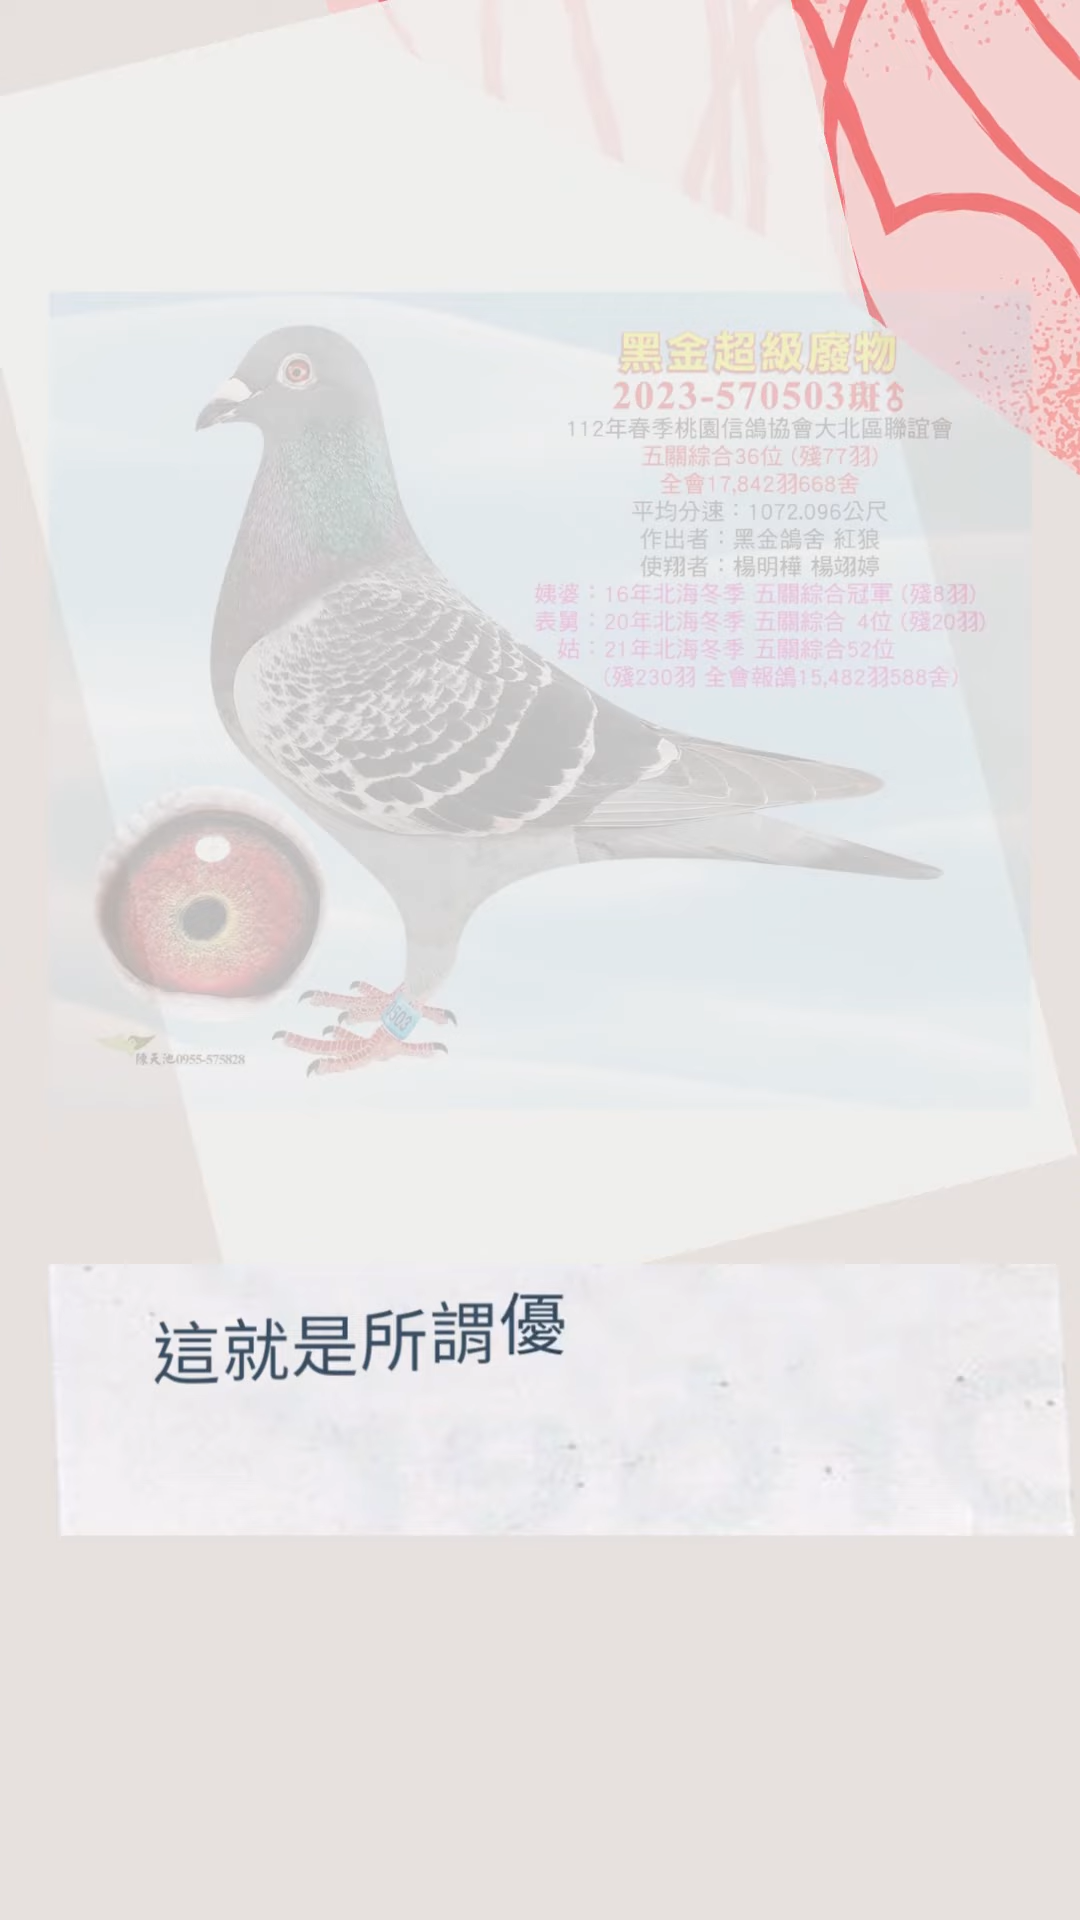 黑金超級廢物
2023-570503斑♂
112年春季桃園信鴿協會大北區聯誼會
五關綜合36位 (殘77羽)
全會17,842羽668舍
平均分速：1072.096公尺
作出者：黑金鴿舍 紅狼
使翔者：楊明樺 楊翊婷
姨婆：16年北海冬季 五關綜合冠軍 (殘8羽)
表舅：20年北海冬季 五關綜合 4位 (殘20羽)
姑：21年北海冬季 五關綜合52位
(殘230羽 全會報鴿15,482羽588舍)
503
陳天池0955-575828
這就是所謂優